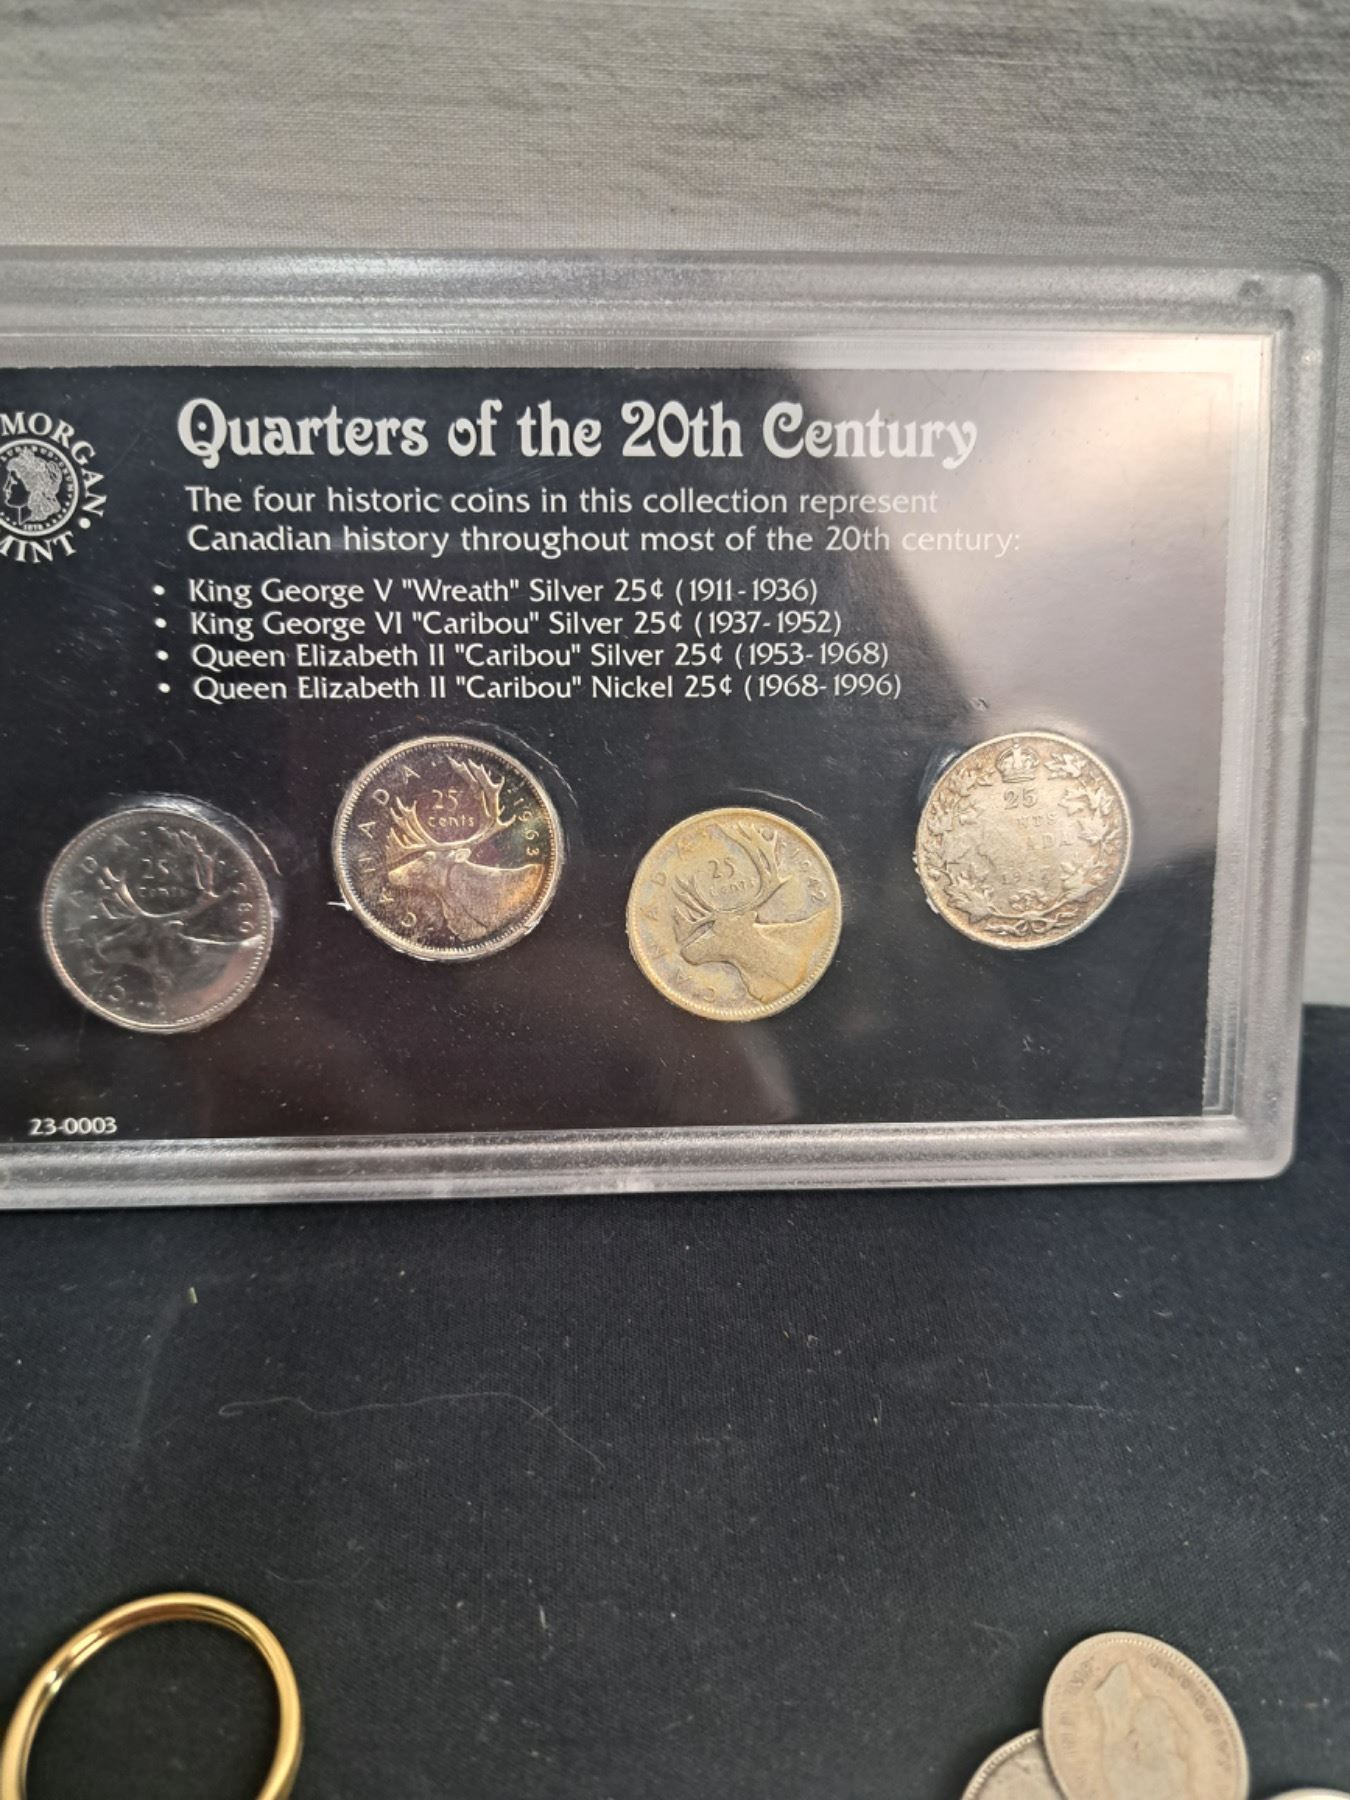 MORGAN
MINT
Quarters of the 20th Century
The four historic coins in this collection represent
Canadian history throughout most of the 20th century:
• King George V "Wreath" Silver 25¢ (1911-1936)
• King George VI "Caribou" Silver 25¢ (1937-1952)
• Queen Elizabeth II "Caribou" Silver 25¢ (1953-1968)
• Queen Elizabeth II "Caribou" Nickel 25¢ (1968-1996)
25
cents
CANADA
1963
25
cents
CANADA
1942
25
cents
25
23-0003